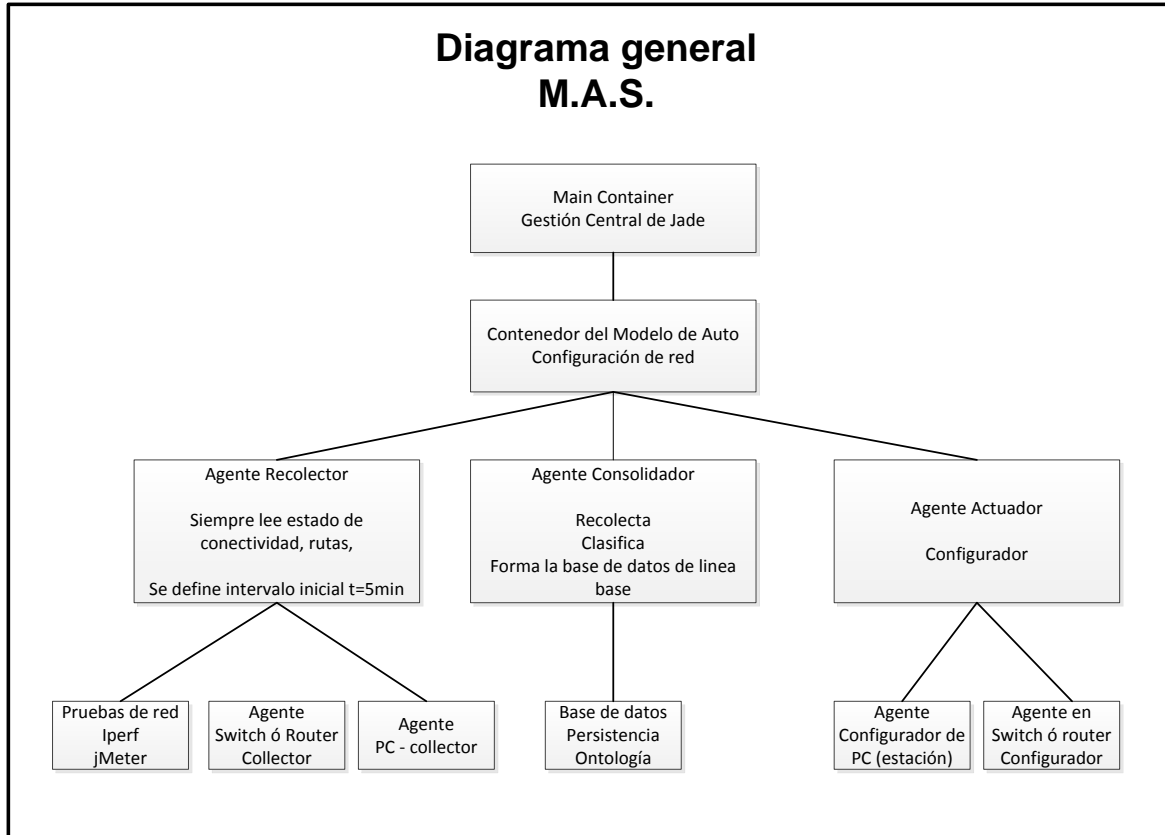 Diagrama general
M.A.S.
Main Container
Gestión Central de Jade
Contenedor del Modelo de Auto
Configuración de red
Agente Recolector
Siempre lee estado de
conectividad, rutas,
Se define intervalo inicial t=5min
Agente Consolidador
Recolecta
Clasifica
Forma la base de datos de linea
base
Agente Actuador
Configurador
Pruebas de red
Iperf
jMeter
Agente
Switch ó Router
Collector
Agente
PC - collector
Base de datos
Persistencia
Ontología
Agente
Configurador de
PC (estación)
Agente en
Switch ó router
Configurador